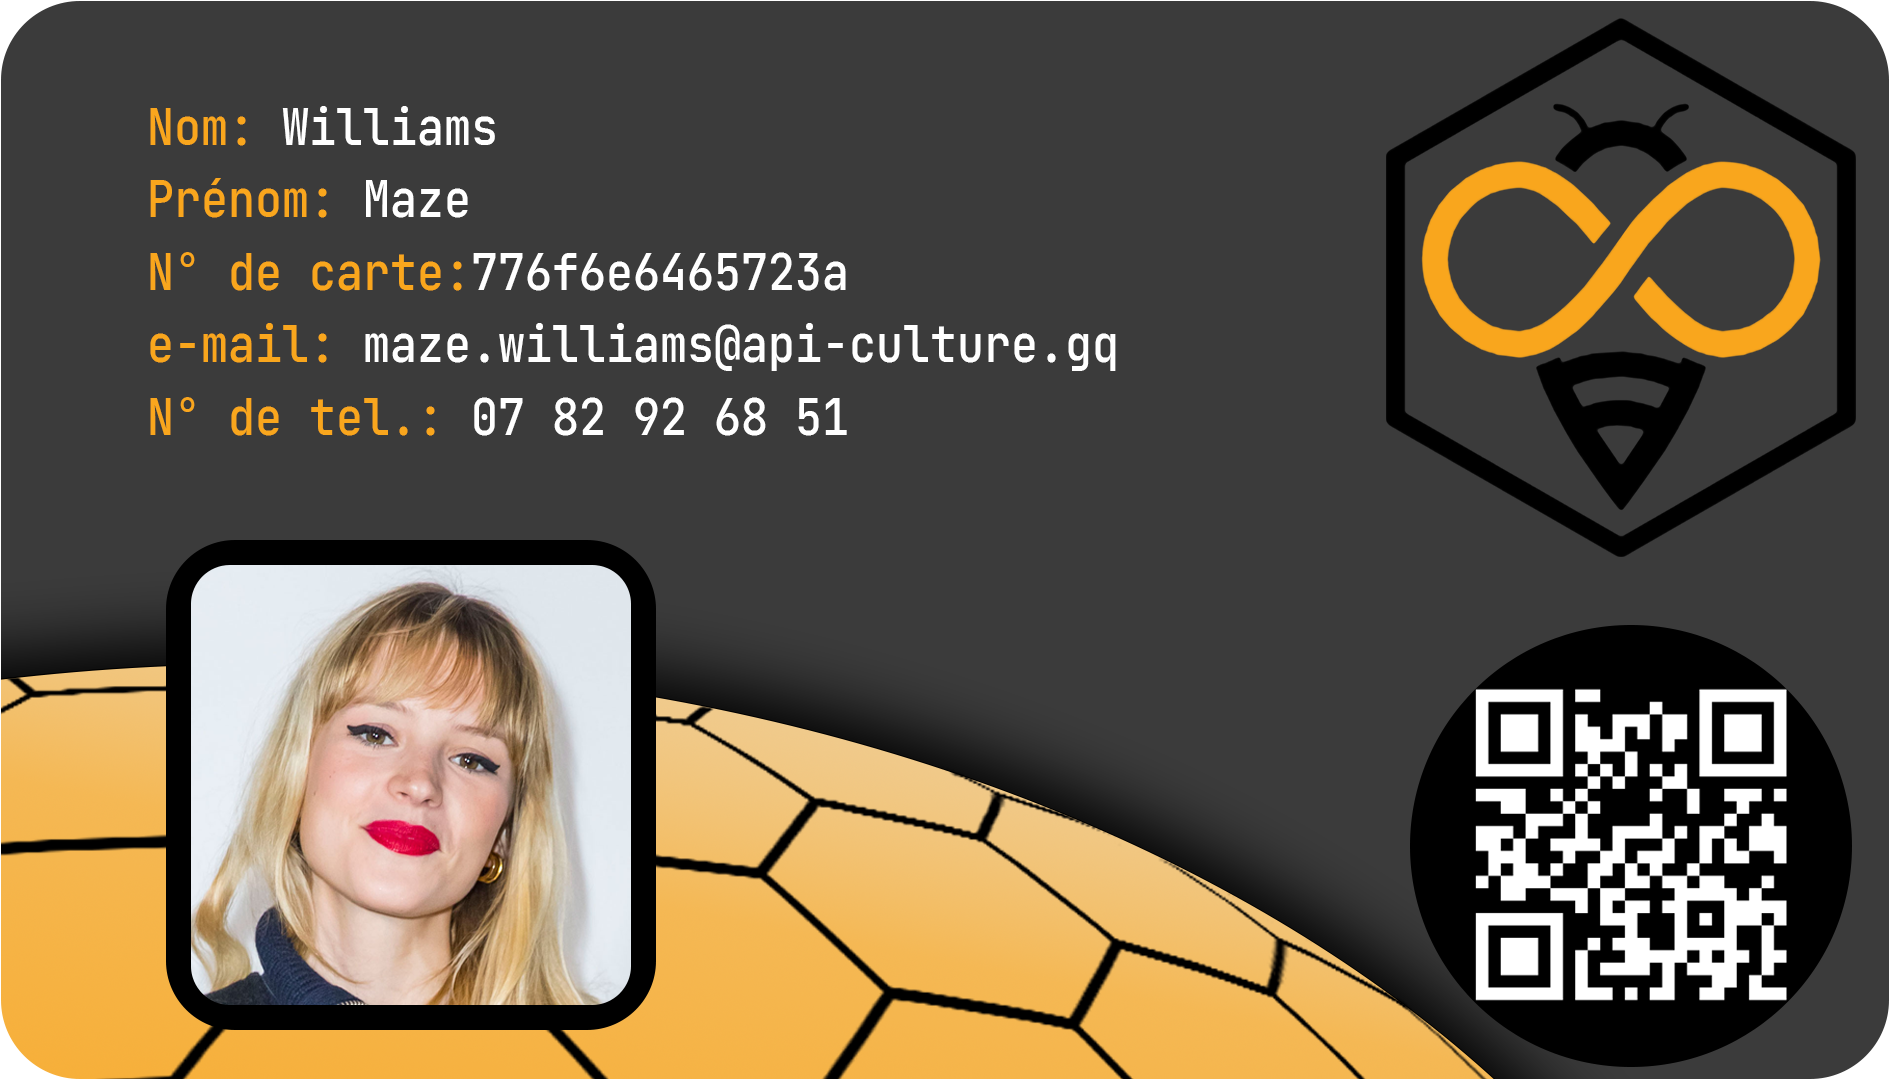 Nom: Williams
Prénom: Maze
N° de carte:776f6e6465723a
e-mail: maze.williams@api-culture.gq
N° de tel.: 07 82 92 68 51